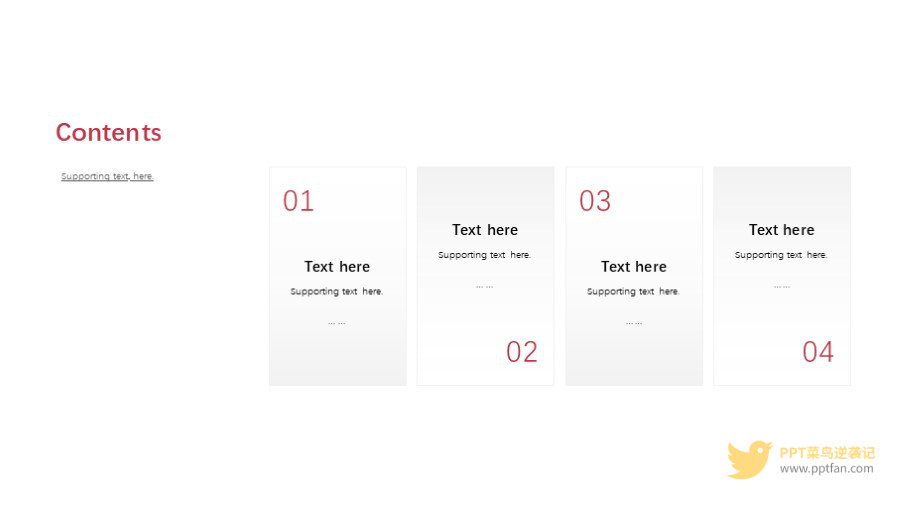 Contents
Supporting text, here.
01
Text here
Supporting text here.
... ...
Text here
Supporting text here.
... ...
02
03
Text here
Supporting text here.
... ...
Text here
Supporting text here.
... ...
04
PPT菜鸟逆袭记
www.pptfan.com